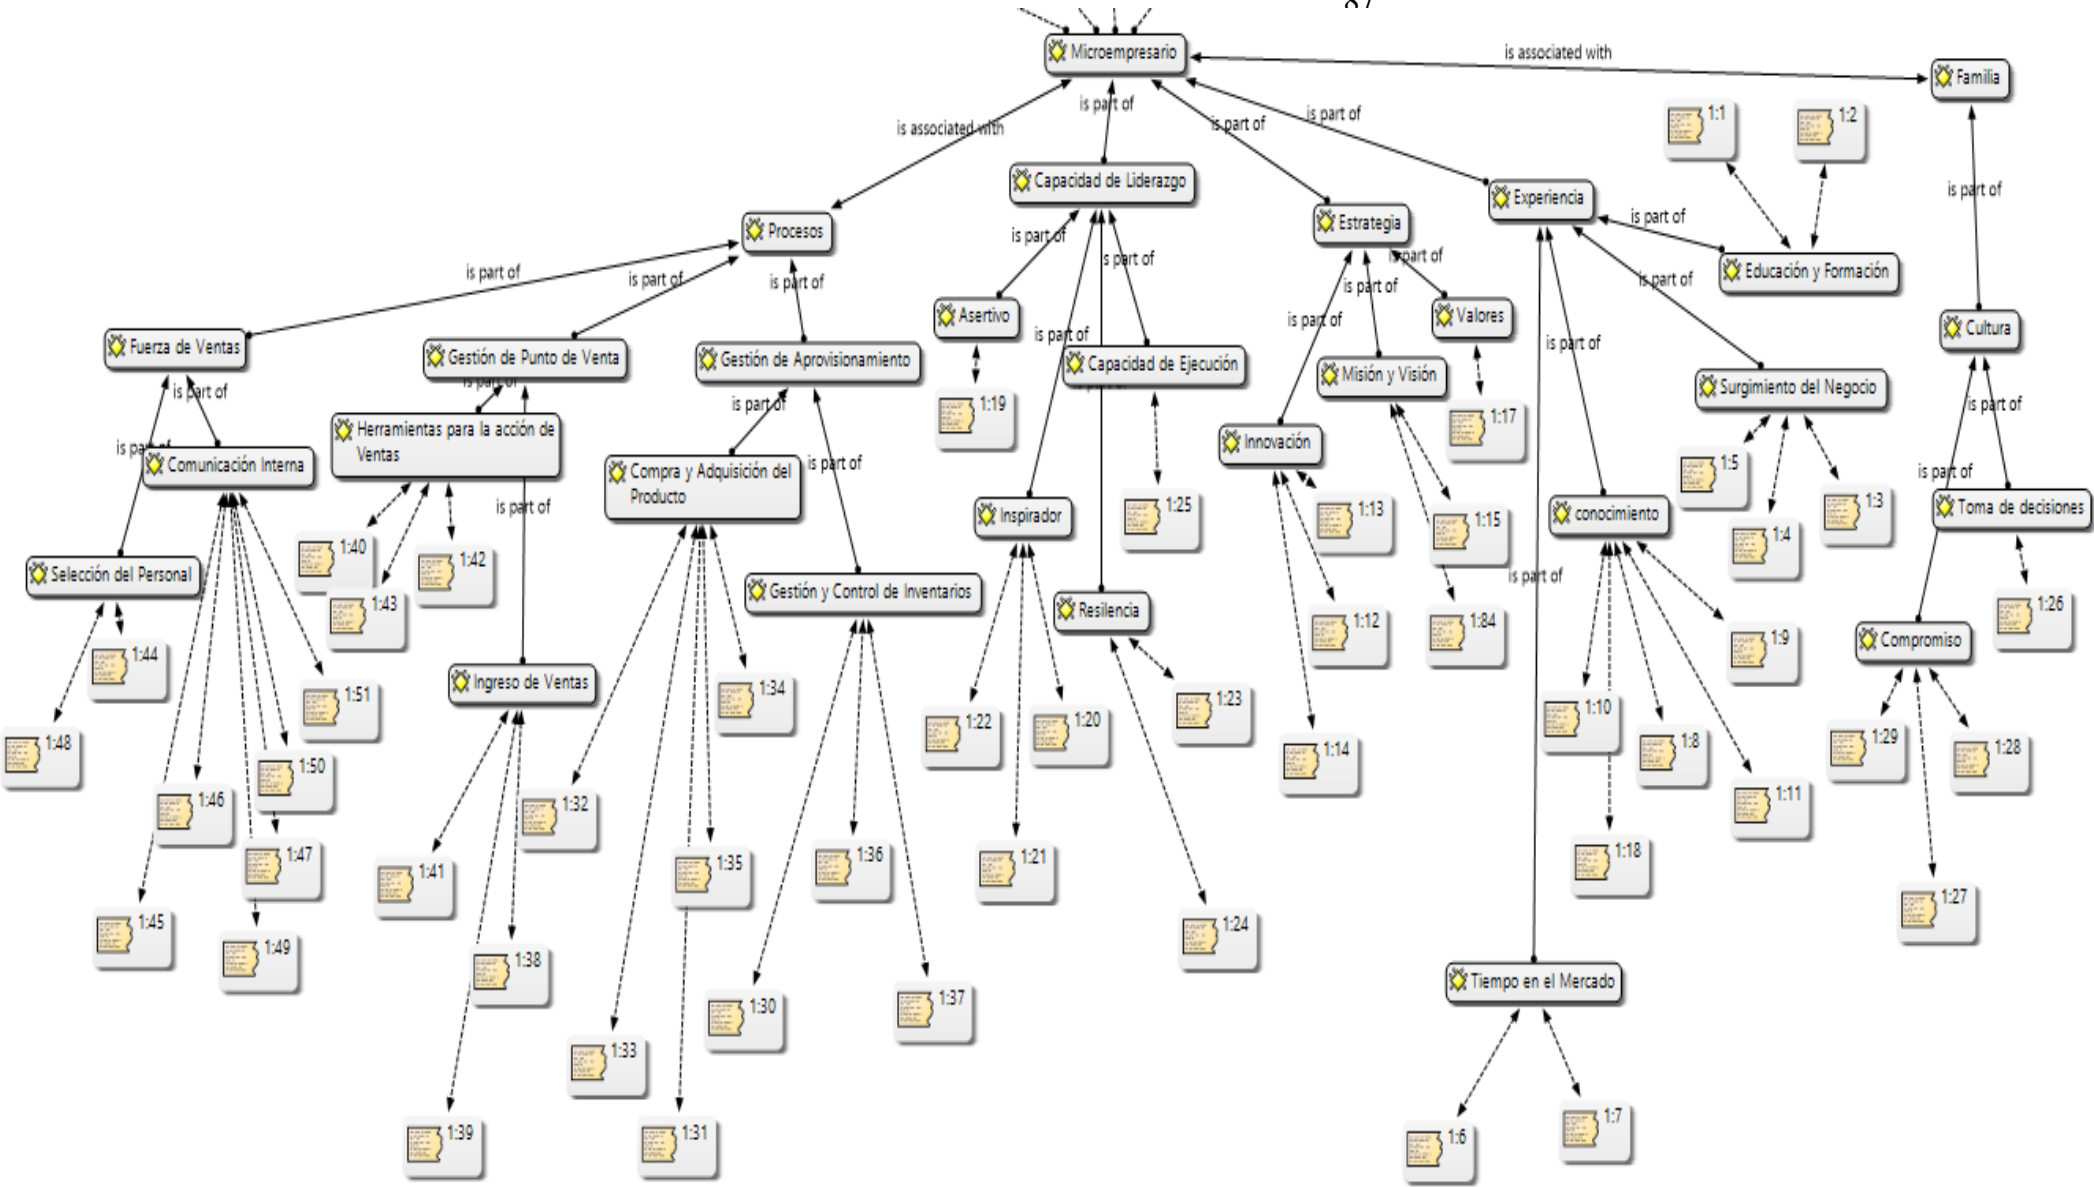 Microempresario
is associated with
Familia
is part of
1:1
1:2
is part of
is part of
is associated with
Capacidad de Liderazgo
Experiencia
is part of
Procesos
Estrategia
is part of
is part of
is part of
is part of
is part of
is part of
is part of
Educación y Formación
is part of
is part of
is part of
Asertivo
Valores
is part of
Cultura
is part of
is part of
Fuerza de Ventas
Gestión de Punto de Venta
Gestión de Aprovisionamiento
Capacidad de Ejecución
Misión y Visión
Surgimiento del Negocio
is part of
is part of
is part of
1:19
1:17
is part of
Herramientas para la acción de
Ventas
Innovación
is part of
Comunicación Interna
Compra y Adquisición del
Producto
is part of
1:5
is part of
1:3
is part of
Inspirador
1:25
1:13
1:15
conocimiento
1:4
Toma de decisiones
1:40
1:42
Selección del Personal
is part of
1:43
Gestión y Control de Inventarios
Resilencia
1:12
1:84
1:26
1:9
Compromiso
1:44
Ingreso de Ventas
1:51
1:34
1:23
1:10
1:22
1:20
1:48
1:14
1:8
1:29
1:28
1:50
1:46
1:32
1:11
1:47
1:41
1:35
1:36
1:21
1:18
1:45
1:49
1:38
1:24
1:27
Tiempo en el Mercado
1:30
1:37
1:33
1:39
1:31
1:6
1:7